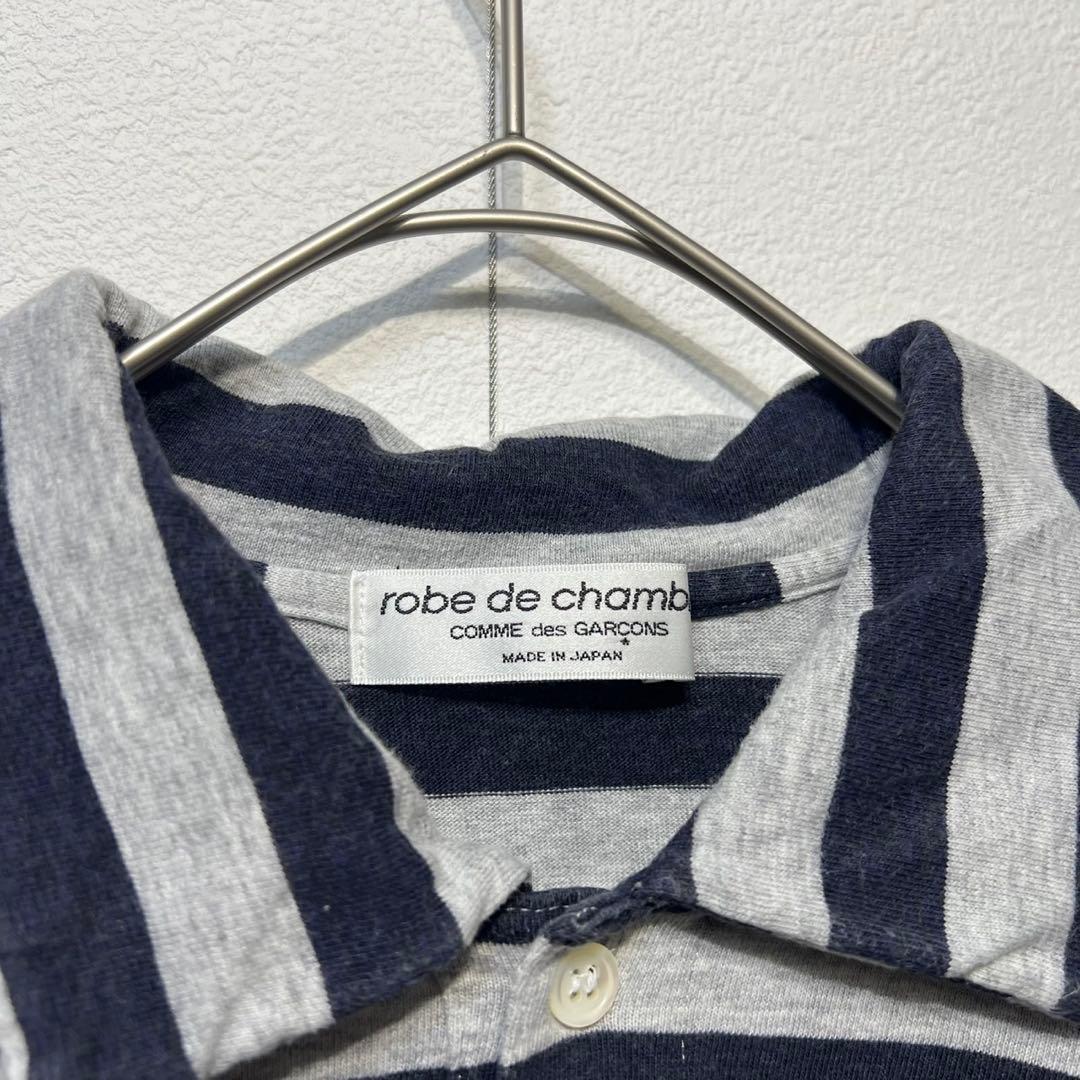 robe de chamb
COMME des GARÇONS
MADE IN JAPAN